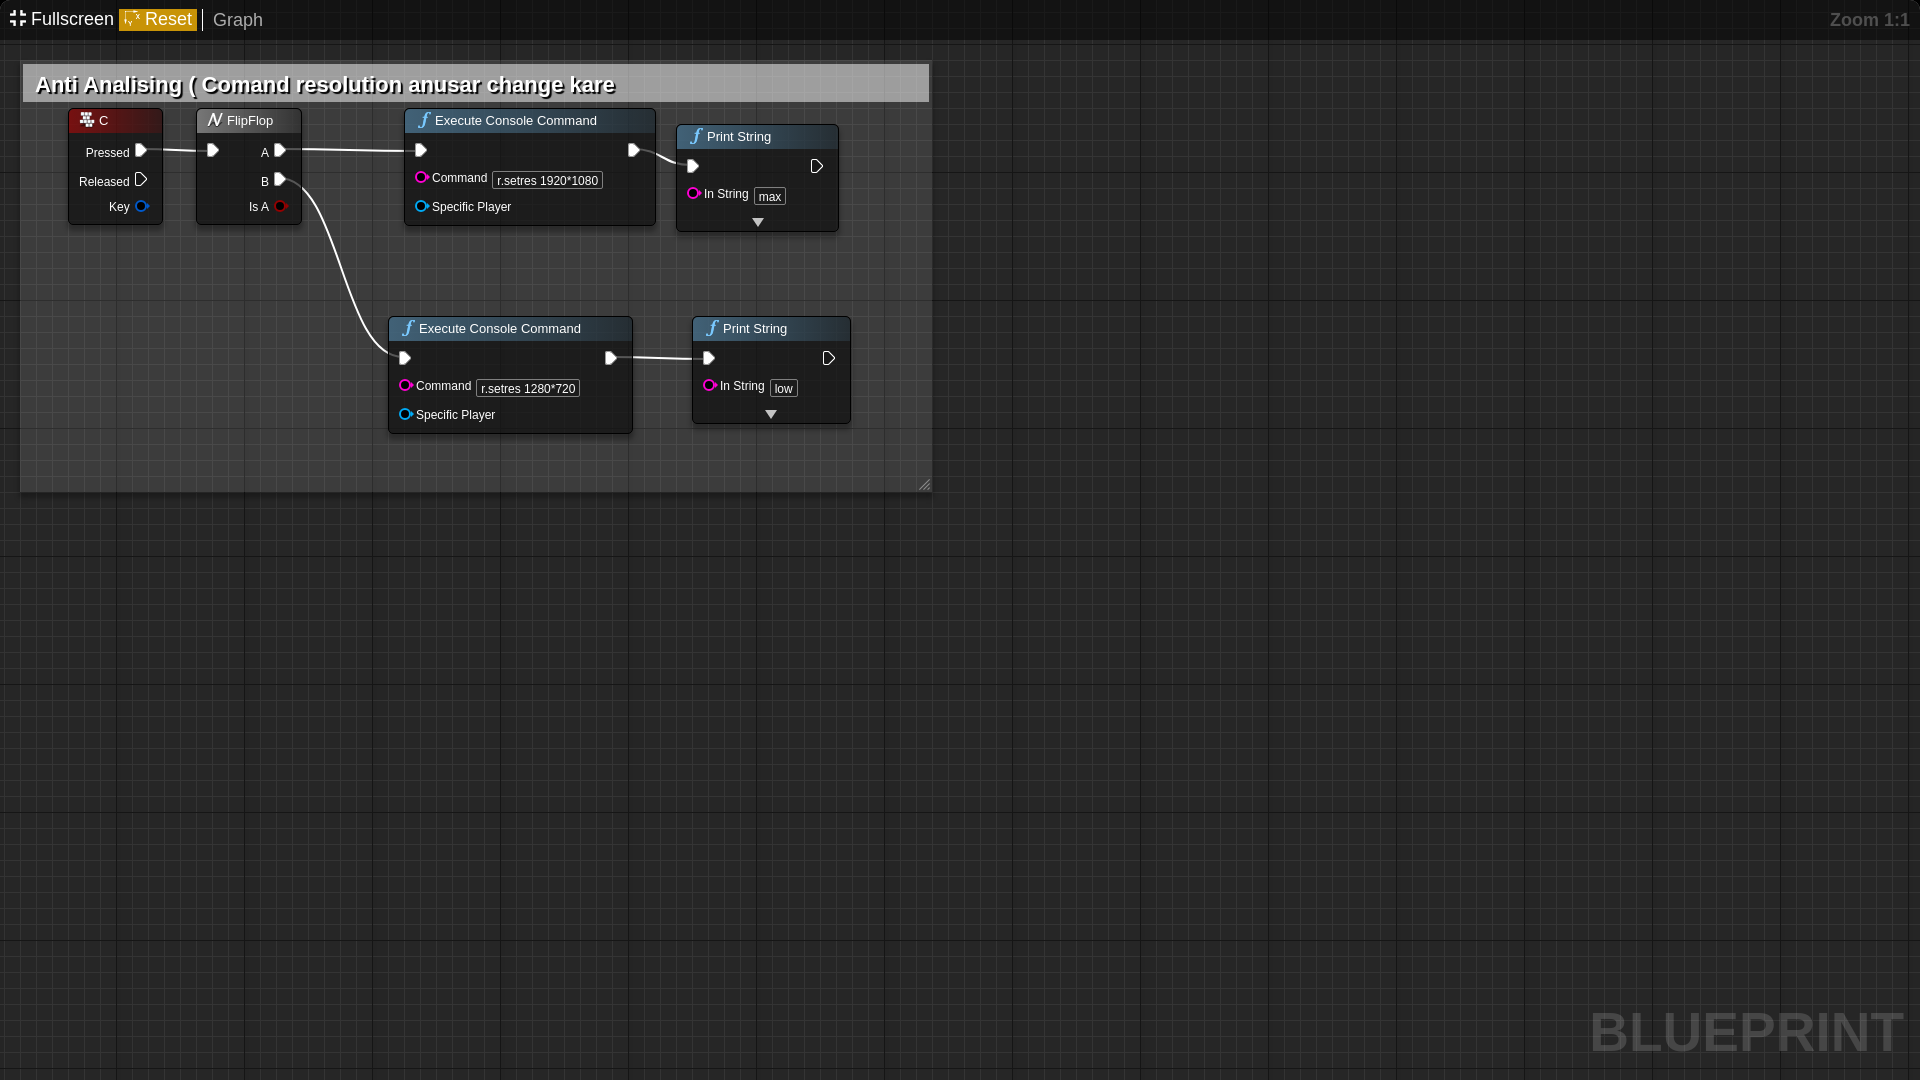 Fullscreen Reset Graph Zoom 1:1
Anti Analising ( Comand resolution anusar change kare
C
Pressed
Released
Key
FlipFlop
A
B
Is A
Execute Console Command
Command r.setres 1920*1080
Specific Player
Print String
In String max
Execute Console Command
Command r.setres 1280*720
Specific Player
Print String
In String low
BLUEPRINT